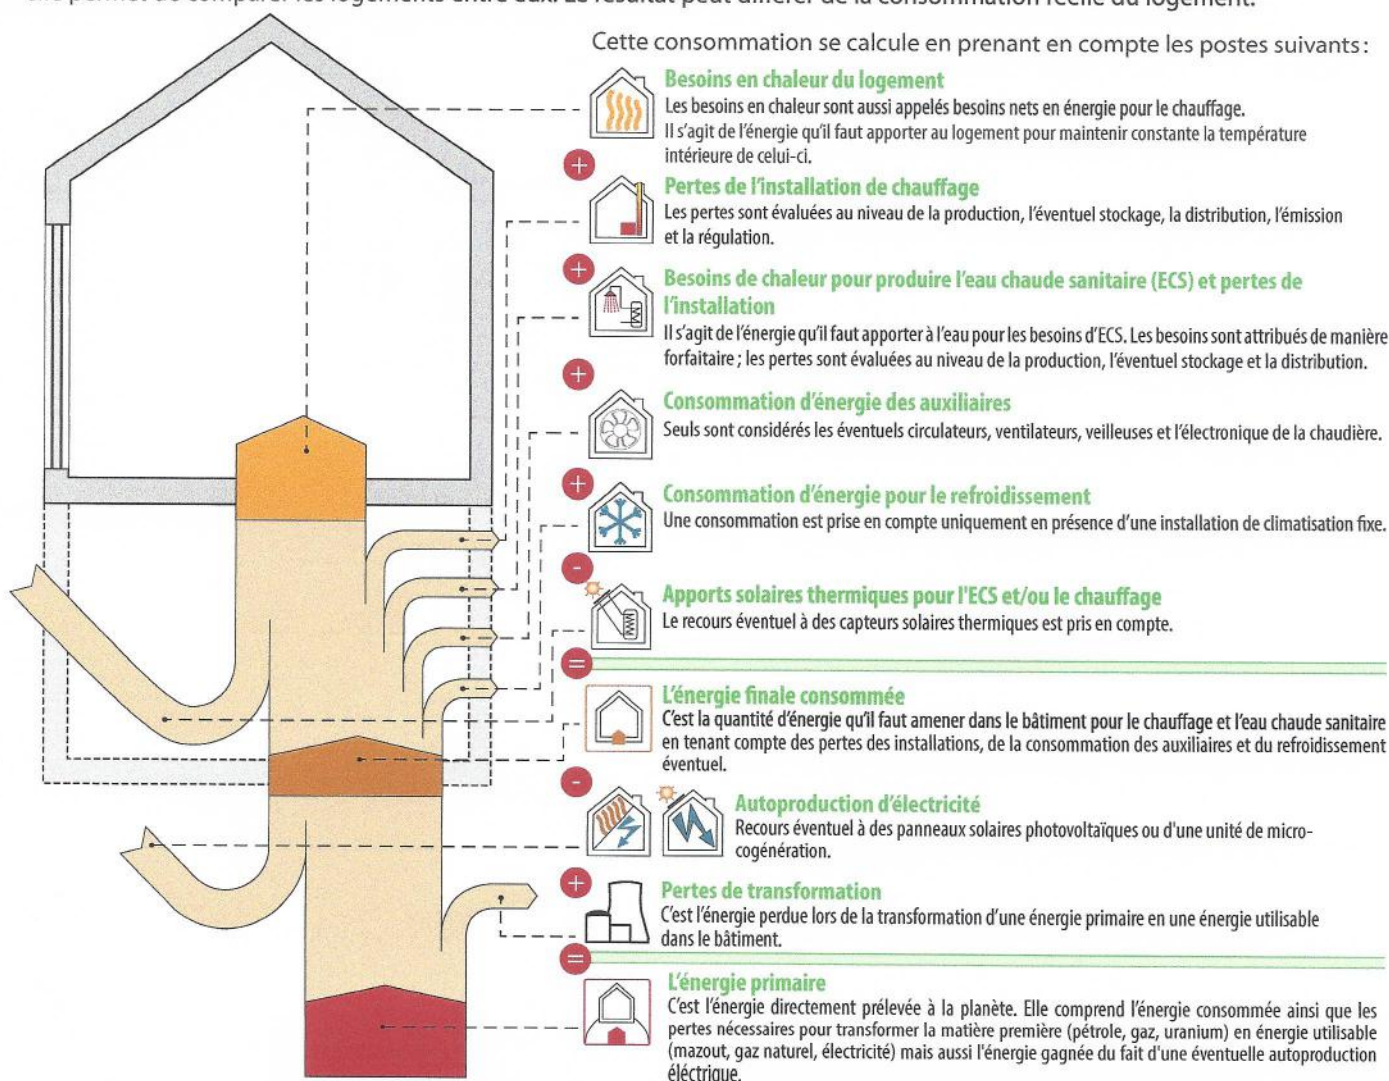 Cette consommation se calcule en prenant en compte les postes suivants :
Besoins en chaleur du logement
Les besoins en chaleur sont aussi appelés besoins nets en énergie pour le chauffage.
Il s'agit de l'énergie qu'il faut apporter au logement pour maintenir constante la température
intérieure de celui-ci.
+
Pertes de l'installation de chauffage
Les pertes sont évaluées au niveau de la production, l'éventuel stockage, la distribution, l'émission
et la régulation.
+
Besoins de chaleur pour produire l'eau chaude sanitaire (ECS) et pertes de
l'installation
Il s'agit de l'énergie qu'il faut apporter à l'eau pour les besoins d'ECS. Les besoins sont attribués de manière
forfaitaire ; les pertes sont évaluées au niveau de la production, l'éventuel stockage et la distribution.
+
Consommation d'énergie des auxiliaires
Seuls sont considérés les éventuels circulateurs, ventilateurs, veilleuses et l'électronique de la chaudière.
+
Consommation d'énergie pour le refroidissement
Une consommation est prise en compte uniquement en présence d'une installation de climatisation fixe.
-
Apports solaires thermiques pour l'ECS et/ou le chauffage
Le recours éventuel à des capteurs solaires thermiques est pris en compte.
=
L'énergie finale consommée
C'est la quantité d'énergie qu'il faut amener dans le bâtiment pour le chauffage et l'eau chaude sanitaire
en tenant compte des pertes des installations, de la consommation des auxiliaires et du refroidissement
éventuel.
-
Autoproduction d'électricité
Recours éventuel à des panneaux solaires photovoltaïques ou d'une unité de micro-
cogénération.
+
Pertes de transformation
C'est l'énergie perdue lors de la transformation d'une énergie primaire en une énergie utilisable
dans le bâtiment.
=
L'énergie primaire
C'est l'énergie directement prélevée à la planète. Elle comprend l'énergie consommée ainsi que les
pertes nécessaires pour transformer la matière première (pétrole, gaz, uranium) en énergie utilisable
(mazout, gaz naturel, électricité) mais aussi l'énergie gagnée du fait d'une éventuelle autoproduction
éléctrique.